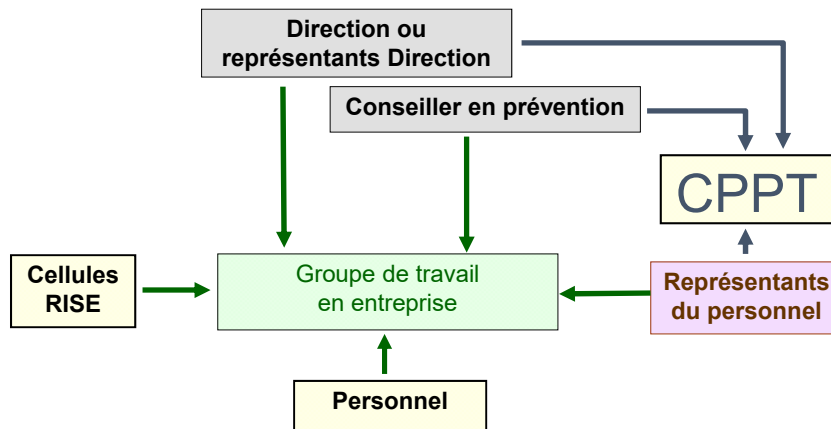 Direction ou
représentants Direction
Conseiller en prévention
CPPT
Cellules
RISE
Groupe de travail
en entreprise
Représentants
du personnel
Personnel